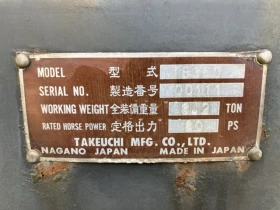 MODEL 型式
SERIAL NO. 製造番号
WORKING WEIGHT 全装備重量 TON
RATED HORSE POWER 定格出力 PS
TAKEUCHI MFG. CO., LTD.
NAGANO JAPAN MADE IN JAPAN